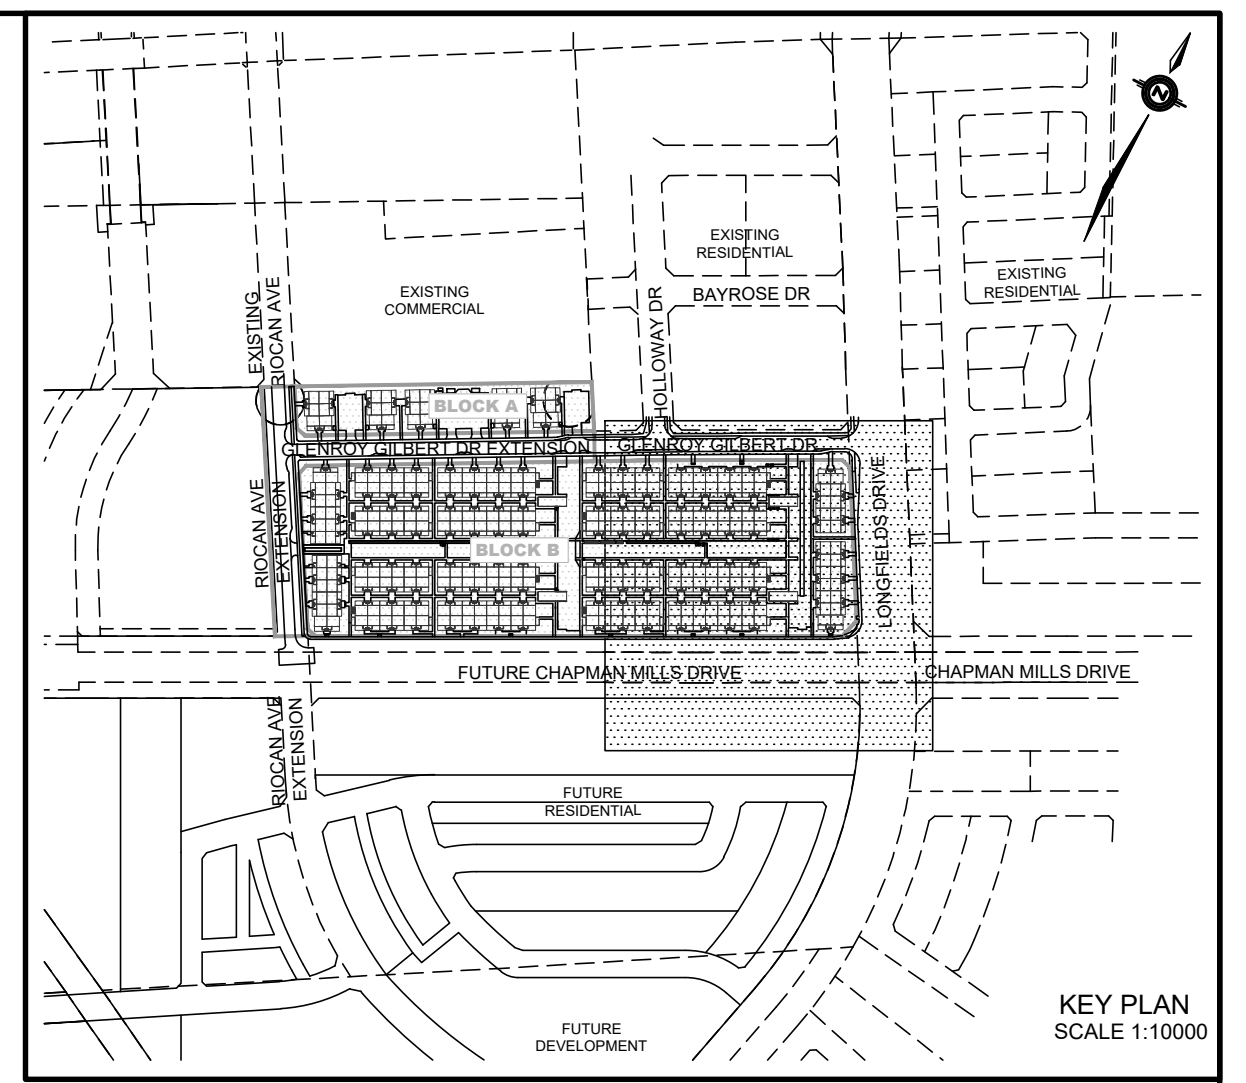 EXISTING
RESIDENTIAL
EXISTING
RESIDENTIAL
EXISTING
COMMERCIAL
BAYROSE DR
HOLLOWAY DR
EXISTING
RIOCAN AVE
BLOCK A
GLENROY GILBERT DR EXTENSION
GLENROY GILBERT DR
RIOCAN AVE
EXTENSION
BLOCK B
LONGFIELDS DRIVE
FUTURE CHAPMAN MILLS DRIVE
CHAPMAN MILLS DRIVE
RIOCAN AVE
EXTENSION
FUTURE
RESIDENTIAL
FUTURE
DEVELOPMENT
KEY PLAN
SCALE 1:10000
N